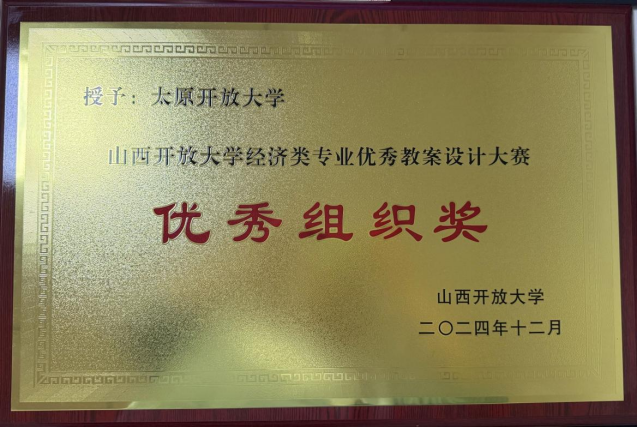 授予：太原开放大学
山西开放大学经济类专业优秀教案设计大赛
优秀组织奖
山西开放大学
二〇二四年十二月